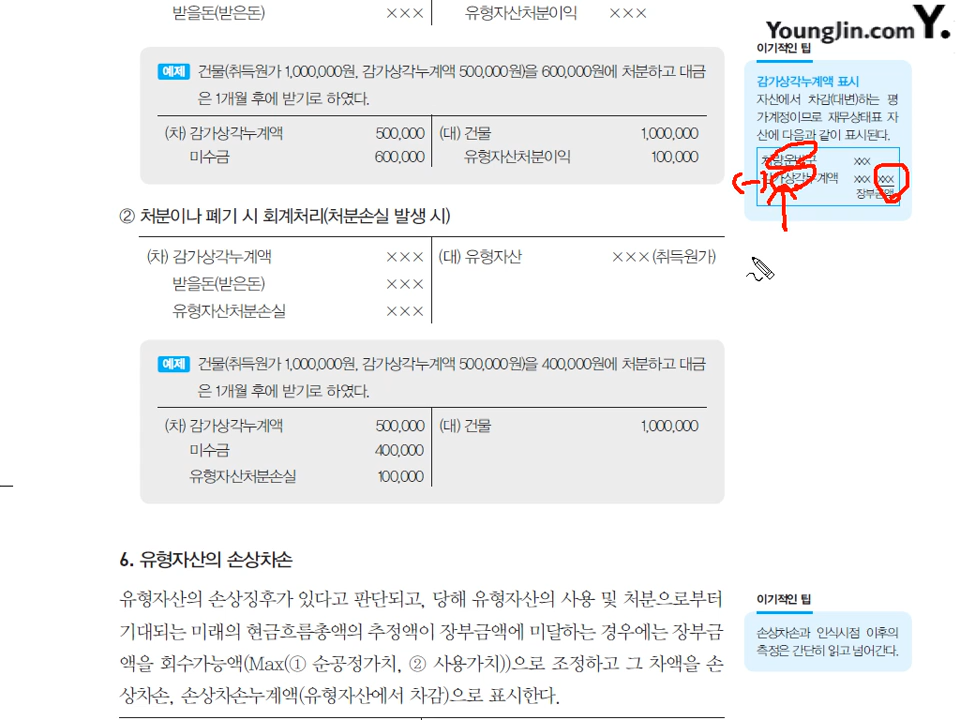 받을돈(받은돈) ××× 유형자산처분이익 ×××
YoungJin.com Y.
이기적인 팁
예제 건물(취득원가 1,000,000원, 감가상각누계액 500,000원)을 600,000원에 처분하고 대금
은 1개월 후에 받기로 하였다.
(차) 감가상각누계액 500,000 (대) 건물 1,000,000
미수금 600,000 유형자산처분이익 100,000
감가상각누계액 표시
자산에서 차감(대변)하는 평
가계정이므로 재무상태표 자
산에 다음과 같이 표시된다.
xxx
감가상각누계액 xxx xxx
장부금액
② 처분이나 폐기 시 회계처리(처분손실 발생 시)
(차) 감가상각누계액 ××× (대) 유형자산 ×××(취득원가)
받을돈(받은돈) ×××
유형자산처분손실 ×××
예제 건물(취득원가 1,000,000원, 감가상각누계액 500,000원)을 400,000원에 처분하고 대금
은 1개월 후에 받기로 하였다.
(차) 감가상각누계액 500,000 (대) 건물 1,000,000
미수금 400,000
유형자산처분손실 100,000
6. 유형자산의 손상차손
유형자산의 손상징후가 있다고 판단되고, 당해 유형자산의 사용 및 처분으로부터
기대되는 미래의 현금흐름총액의 추정액이 장부금액에 미달하는 경우에는 장부금
액을 회수가능액(Max(① 순공정가치, ② 사용가치))으로 조정하고 그 차액을 손
상차손, 손상차손누계액(유형자산에서 차감)으로 표시한다.
이기적인 팁
손상차손과 인식시점 이후의
측정은 간단히 읽고 넘어간다.